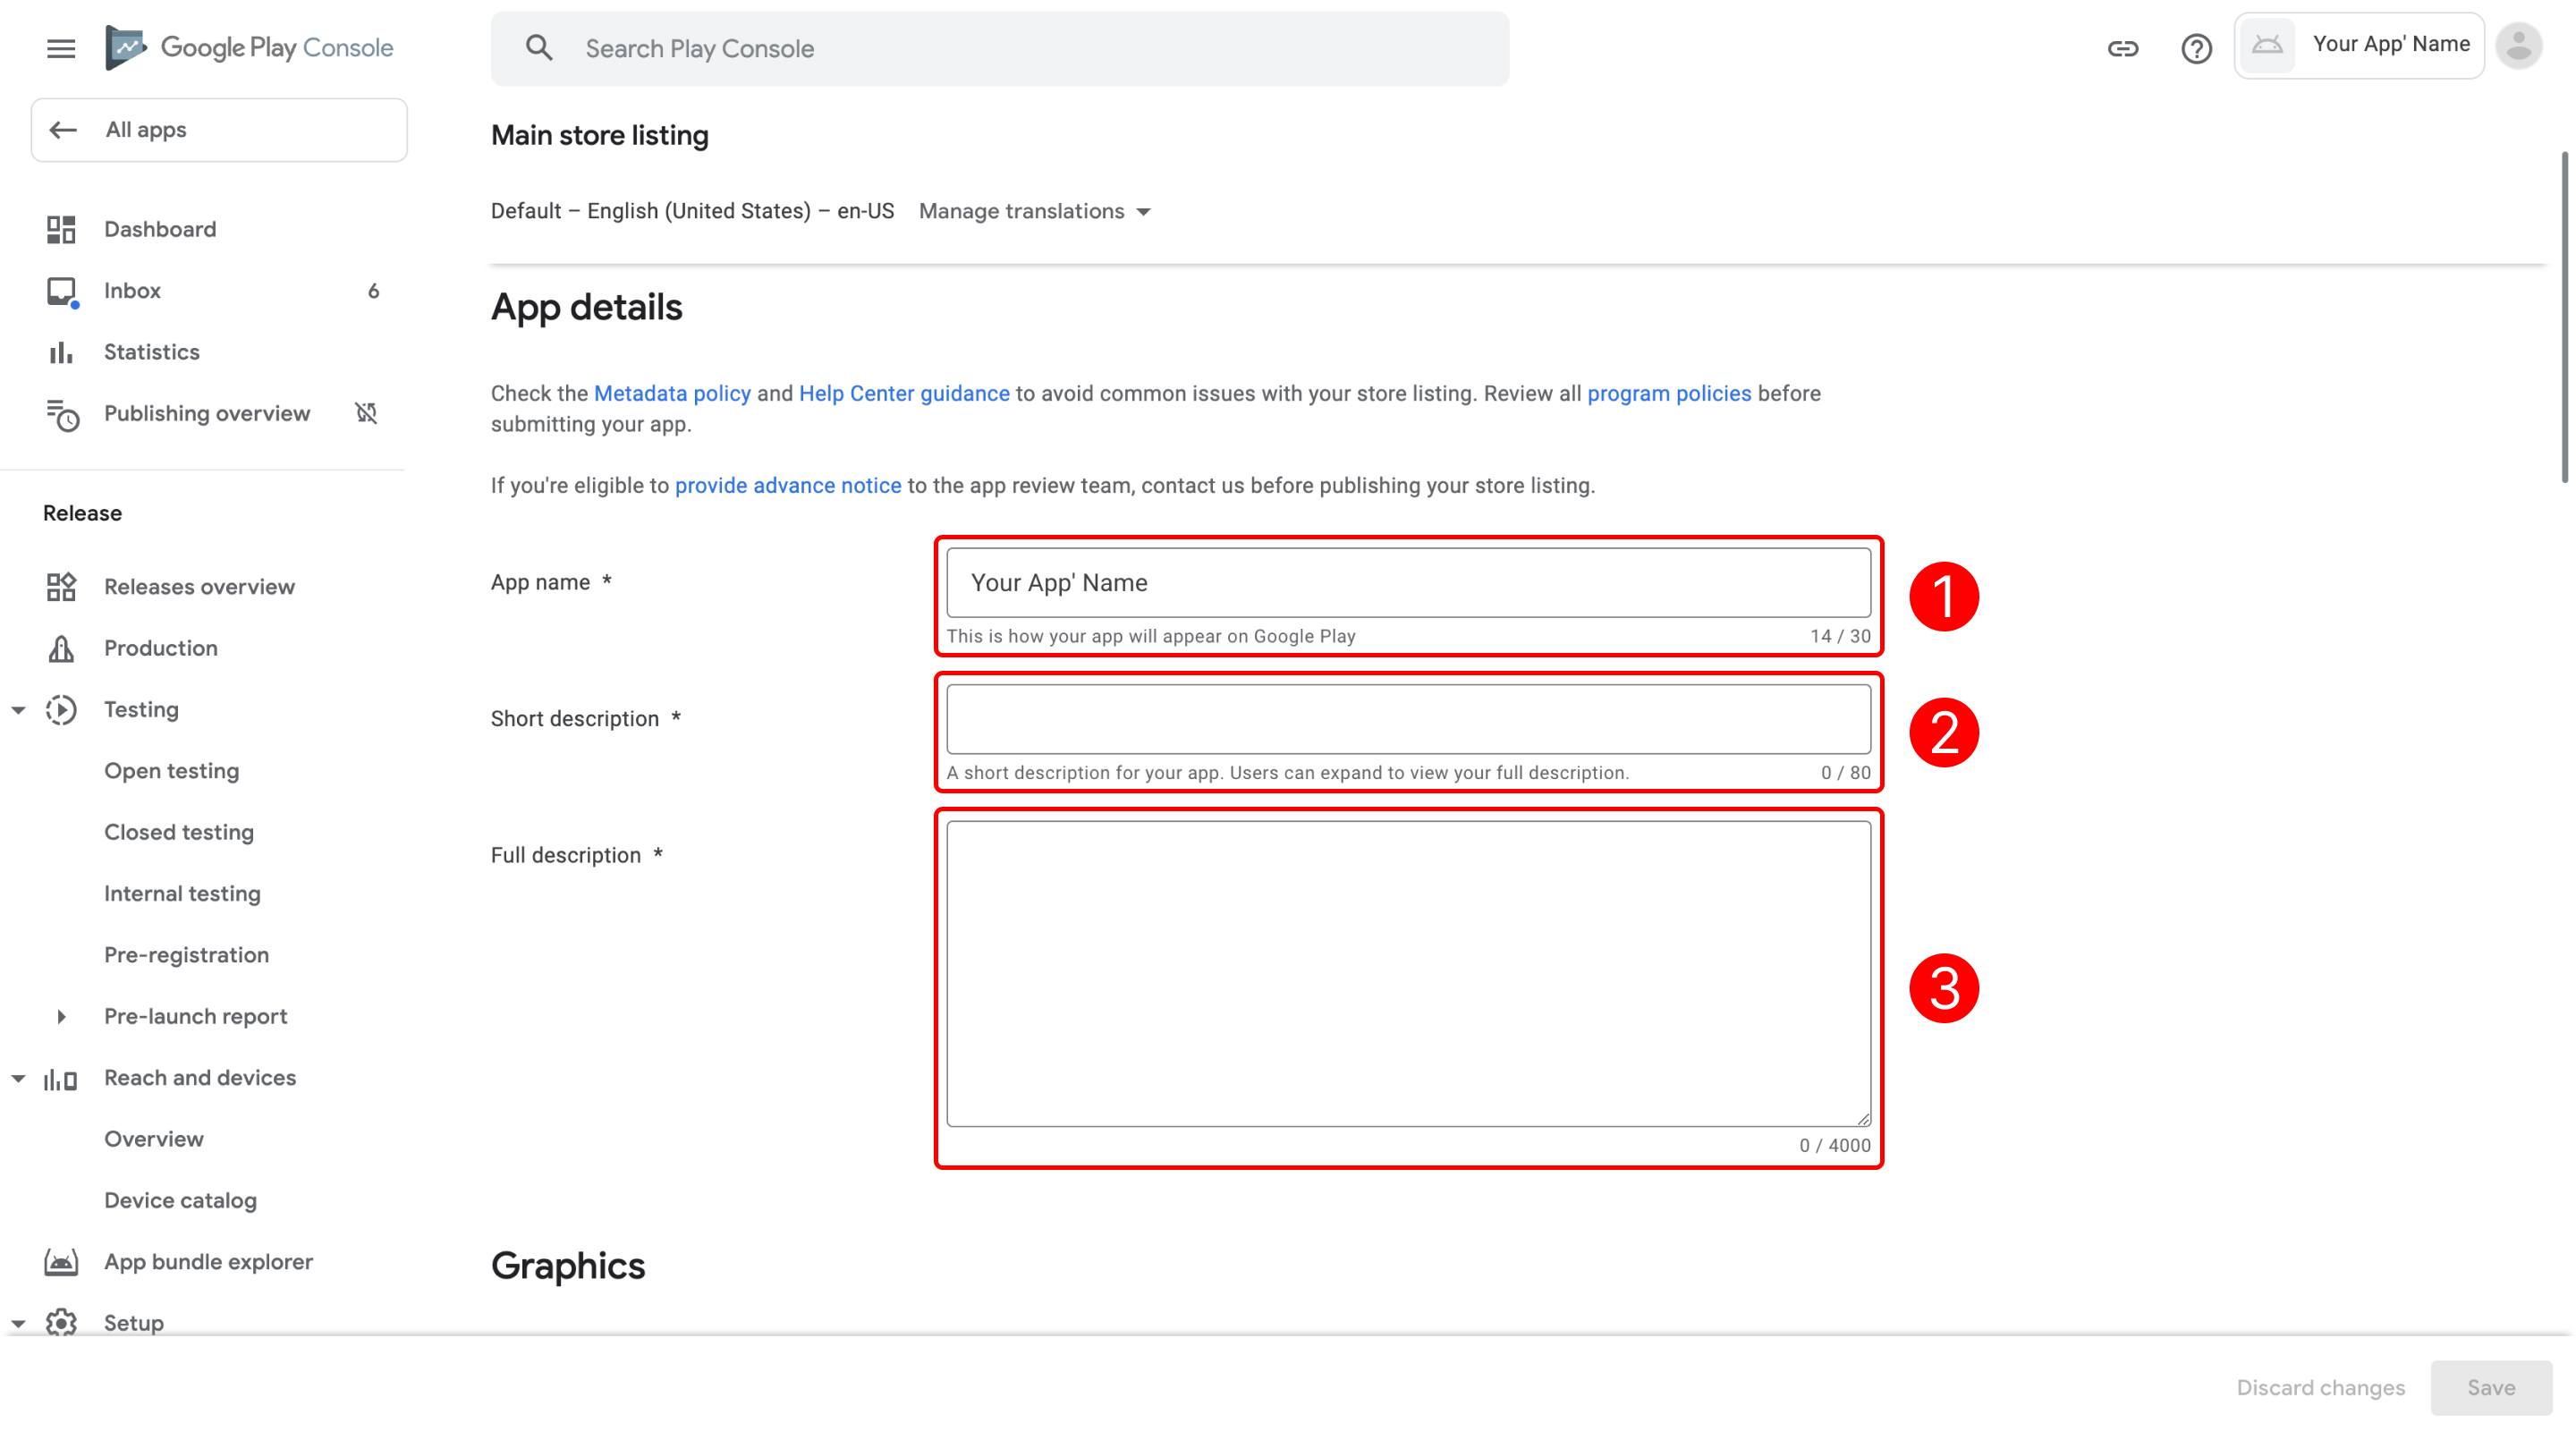 Google Play Console
Search Play Console
Your App' Name
All apps
Dashboard
Inbox 6
Statistics
Publishing overview
Release
Releases overview
Production
Testing
Open testing
Closed testing
Internal testing
Pre-registration
Pre-launch report
Reach and devices
Overview
Device catalog
App bundle explorer
Setup
Main store listing
Default – English (United States) – en-US Manage translations
App details
Check the Metadata policy and Help Center guidance to avoid common issues with your store listing. Review all program policies before
submitting your app.
If you're eligible to provide advance notice to the app review team, contact us before publishing your store listing.
App name *
Your App' Name
This is how your app will appear on Google Play 14 / 30
1
Short description *
A short description for your app. Users can expand to view your full description. 0 / 80
2
Full description *
0 / 4000
3
Graphics
Discard changes Save